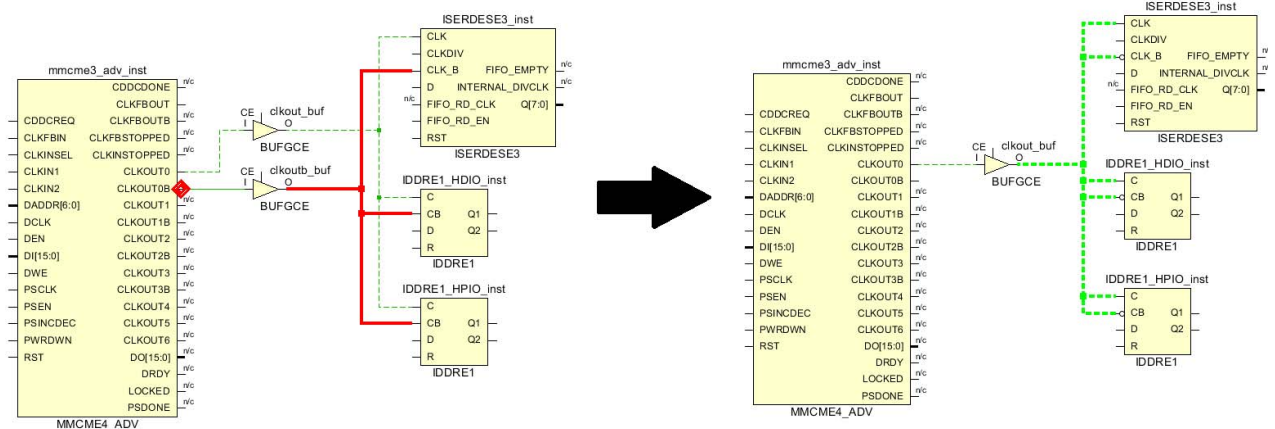 mmcme3_adv_inst
CDDCDONE n/c
CLKFBOUT
CDDCREQ CLKFBOUTB n/c
CLKFBIN CLKFBSTOPPED n/c
CLKINSEL CLKINSTOPPED n/c
CLKIN1 CLKOUT0
CLKIN2 CLKOUT0B
DADDR[6:0] CLKOUT1 n/c
DCLK CLKOUT1B n/c
DEN CLKOUT2 n/c
DI[15:0] CLKOUT2B n/c
DWE CLKOUT3 n/c
PSCLK CLKOUT3B n/c
PSEN CLKOUT4 n/c
PSINCDEC CLKOUT5 n/c
PWRDWN CLKOUT6 n/c
RST DO[15:0] n/c
DRDY n/c
LOCKED n/c
PSDONE n/c
MMCME4_ADV
CE clkout_buf
I O
BUFGCE
CE clkoutb_buf
I O
BUFGCE
ISERDESE3_inst
CLK
CLKDIV
CLK_B FIFO_EMPTY n/c
D INTERNAL_DIVCLK n/c
n/c FIFO_RD_CLK Q[7:0]
FIFO_RD_EN
RST
ISERDESE3
IDDRE1_HDIO_inst
C
CB Q1
D Q2
R
IDDRE1
IDDRE1_HPIO_inst
C
CB Q1
D Q2
R
IDDRE1
mmcme3_adv_inst
CDDCDONE n/c
CLKFBOUT
CDDCREQ CLKFBOUTB n/c
CLKFBIN CLKFBSTOPPED n/c
CLKINSEL CLKINSTOPPED n/c
CLKIN1 CLKOUT0
CLKIN2 CLKOUT0B n/c
DADDR[6:0] CLKOUT1 n/c
DCLK CLKOUT1B n/c
DEN CLKOUT2 n/c
DI[15:0] CLKOUT2B n/c
DWE CLKOUT3 n/c
PSCLK CLKOUT3B n/c
PSEN CLKOUT4 n/c
PSINCDEC CLKOUT5 n/c
PWRDWN CLKOUT6 n/c
RST DO[15:0] n/c
DRDY n/c
LOCKED n/c
PSDONE n/c
MMCME4_ADV
CE clkout_buf
I O
BUFGCE
ISERDESE3_inst
CLK
CLKDIV
CLK_B FIFO_EMPTY n/c
D INTERNAL_DIVCLK
n/c FIFO_RD_CLK Q[7:0]
FIFO_RD_EN
RST
ISERDESE3
IDDRE1_HDIO_inst
C
CB Q1
D Q2
R
IDDRE1
IDDRE1_HPIO_inst
C
CB Q1
D Q2
R
IDDRE1